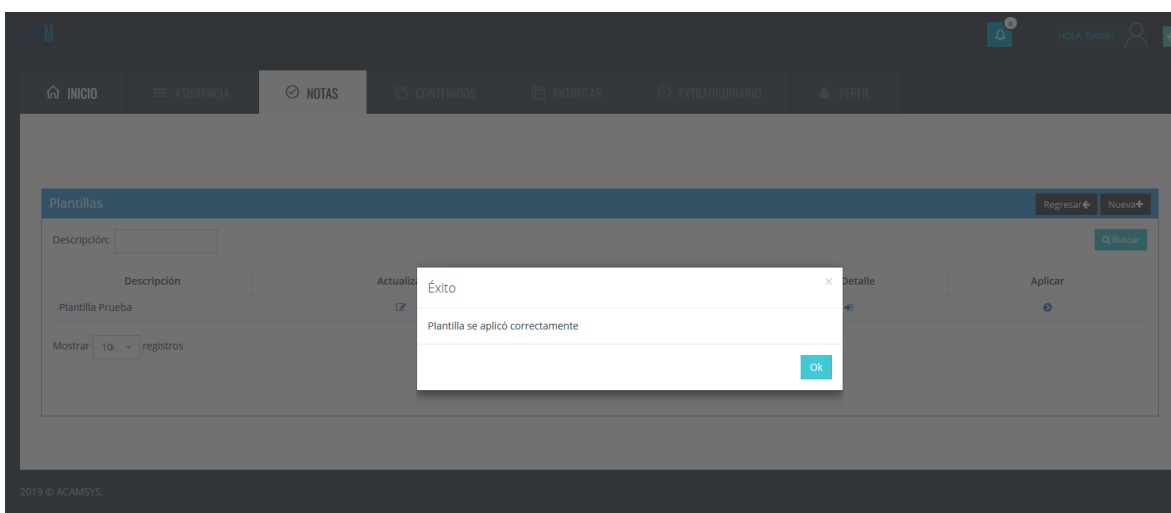 0
HOLA, DANIEL
INICIO
ASISTENCIA
NOTAS
CONTENIDOS
ENTREGAS
EXTRAORDINARIO
PERFIL
Plantillas
Regresar
Nueva
Descripción:
Buscar
Descripción
Detalle
Aplicar
Plantilla Prueba
Éxito
×
Plantilla se aplicó correctamente
Ok
Mostrar 10 registros
2019 © ACAMSYS.